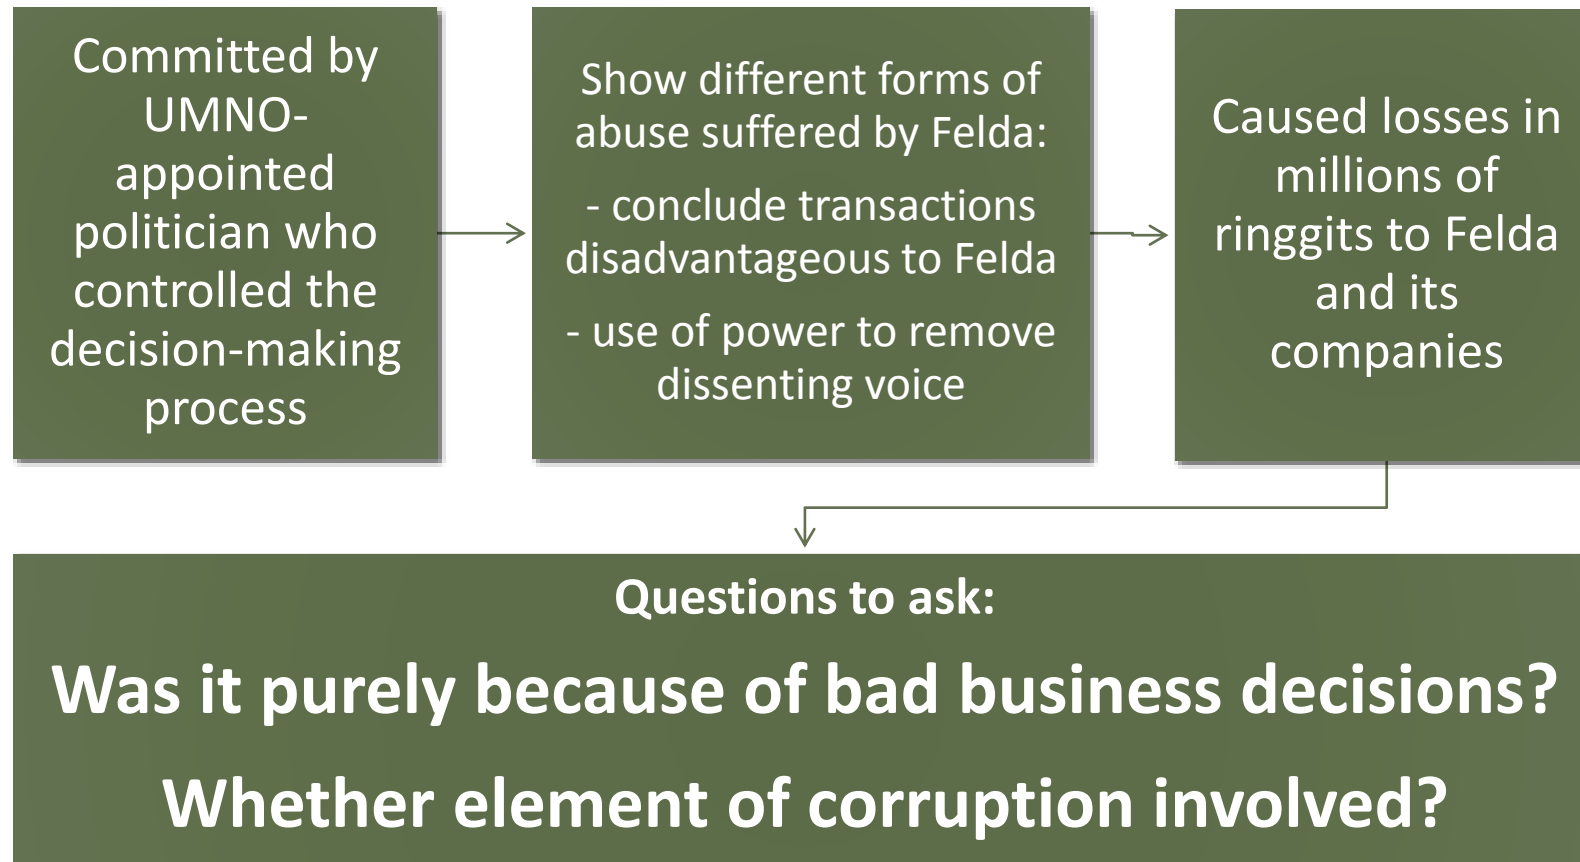 Committed by
UMNO-
appointed
politician who
controlled the
decision-making
process
Show different forms of
abuse suffered by Felda:
- conclude transactions
disadvantageous to Felda
- use of power to remove
dissenting voice
Caused losses in
millions of
ringgits to Felda
and its
companies
Questions to ask:
Was it purely because of bad business decisions?
Whether element of corruption involved?